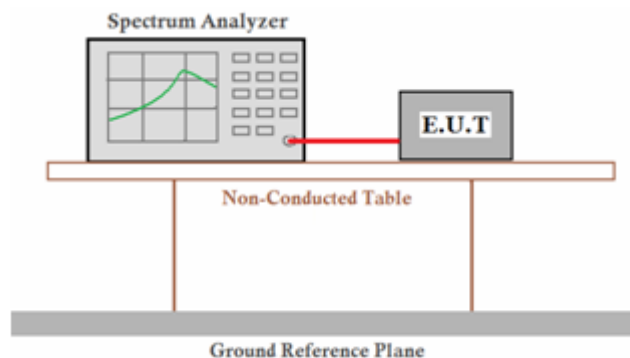 Spectrum Analyzer
E.U.T
Non-Conducted Table
Ground Reference Plane